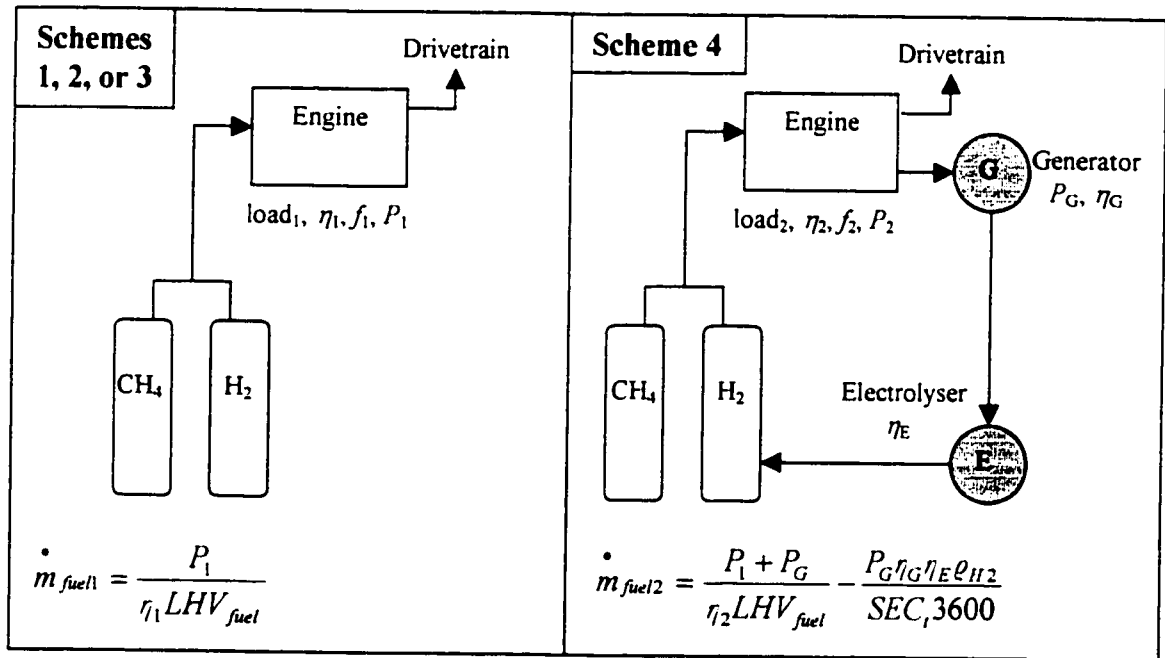 Schemes
1, 2, or 3
Drivetrain
Engine
load₁, η₁, f₁, P₁
CH₄
H₂
ṁ_fuel1 = P₁ / (η₁ LHV_fuel)
Scheme 4
Drivetrain
Engine
G
Generator
P_G, η_G
load₂, η₂, f₂, P₂
CH₄
H₂
Electrolyser
η_E
E
ṁ_fuel2 = (P₁ + P_G) / (η₂ LHV_fuel) − (P_G η_G η_E ϱ_H2) / (SEC_t 3600)